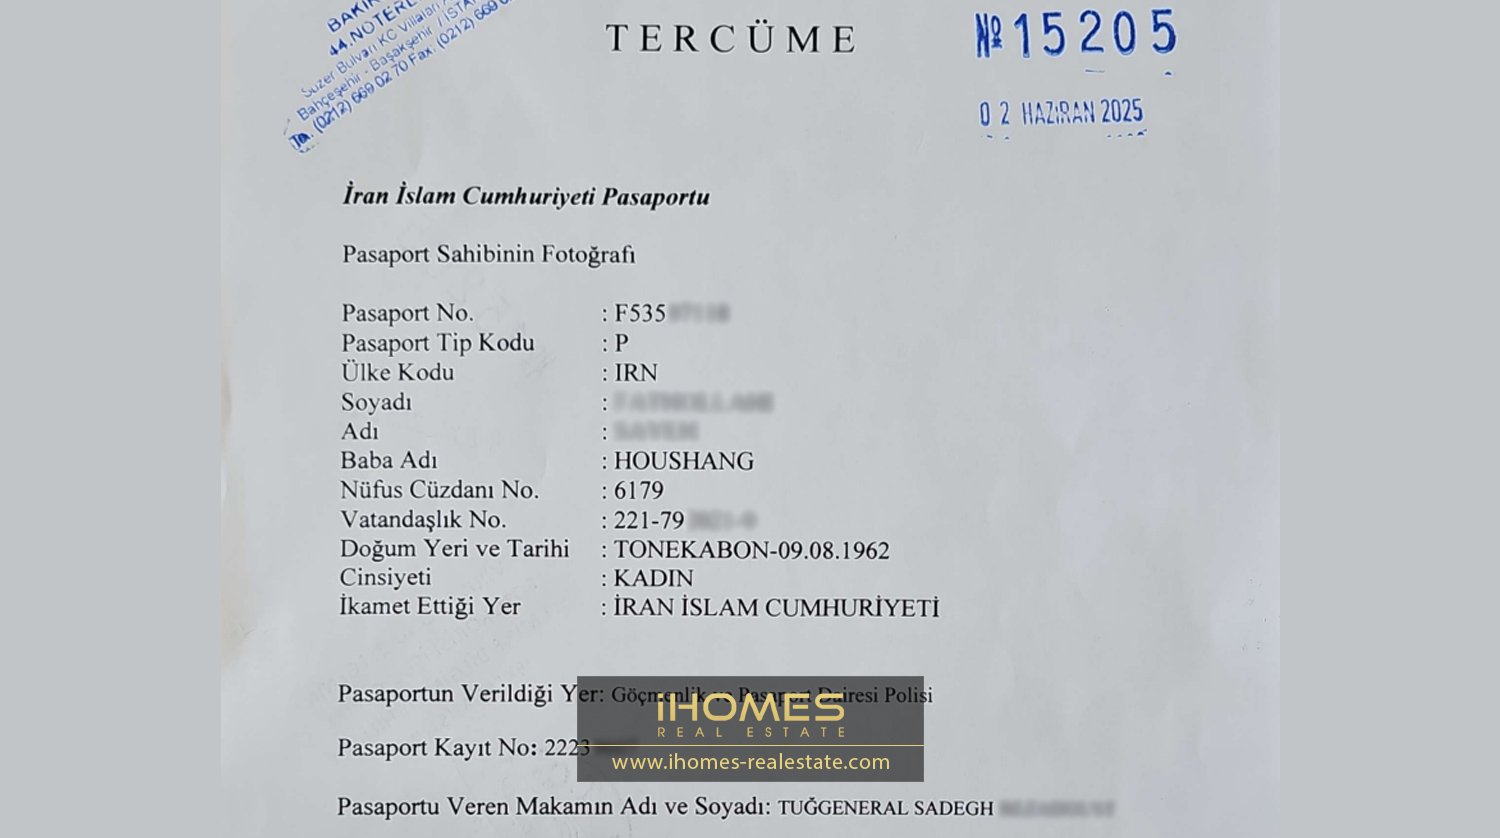 BAKIR
44.NOTERL
Suzer Bulvarı KC Villaları
Bahçeşehir - Başakşehir / İSTA
(0212) 669 02 70 Fax: (0212) 669
TERCÜME
№ 15205
02 HAZİRAN 2025
İran İslam Cumhuriyeti Pasaportu
Pasaport Sahibinin Fotoğrafı
Pasaport No. : F535
Pasaport Tip Kodu : P
Ülke Kodu : IRN
Soyadı :
Adı :
Baba Adı : HOUSHANG
Nüfus Cüzdanı No. : 6179
Vatandaşlık No. : 221-79
Doğum Yeri ve Tarihi : TONEKABON-09.08.1962
Cinsiyeti : KADIN
İkamet Ettiği Yer : İRAN İSLAM CUMHURİYETİ
Pasaportun Verildiği Yer: Göçmenlik ve Pasaport Dairesi Polisi
iHOMES
REAL ESTATE
Pasaport Kayıt No: 2223
www.ihomes-realestate.com
Pasaportu Veren Makamın Adı ve Soyadı: TUĞGENERAL SADEGH